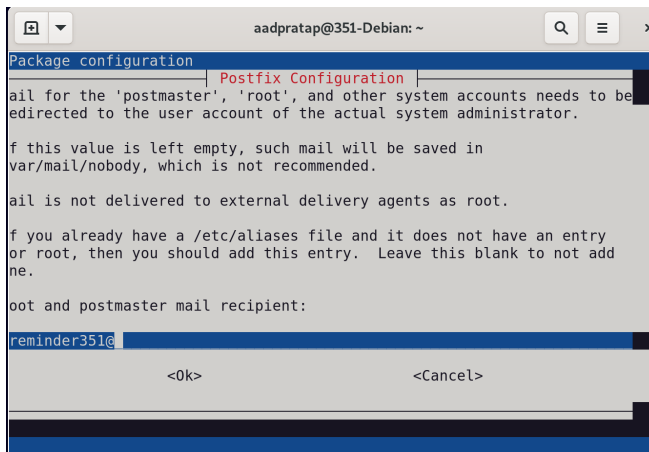 aadpratap@351-Debian: ~
Package configuration
Postfix Configuration
ail for the 'postmaster', 'root', and other system accounts needs to be
edirected to the user account of the actual system administrator.
f this value is left empty, such mail will be saved in
var/mail/nobody, which is not recommended.
ail is not delivered to external delivery agents as root.
f you already have a /etc/aliases file and it does not have an entry
or root, then you should add this entry.  Leave this blank to not add
ne.
oot and postmaster mail recipient:
reminder351@
<Ok> <Cancel>